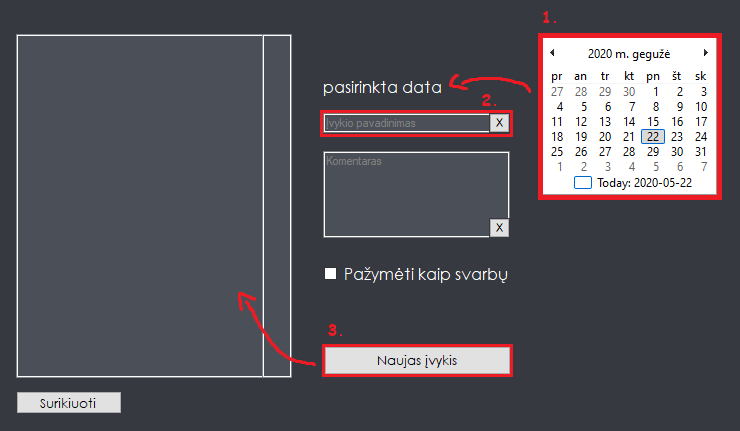 1.
2020 m. gegužė
pr an tr kt pn št sk
27 28 29 30 1 2 3
4 5 6 7 8 9 10
11 12 13 14 15 16 17
18 19 20 21 22 23 24
25 26 27 28 29 30 31
1 2 3 4 5 6 7
Today: 2020-05-22
pasirinkta data
2.
Įvykio pavadinimas
X
Komentaras
X
Pažymėti kaip svarbų
3.
Naujas įvykis
Surikiuoti